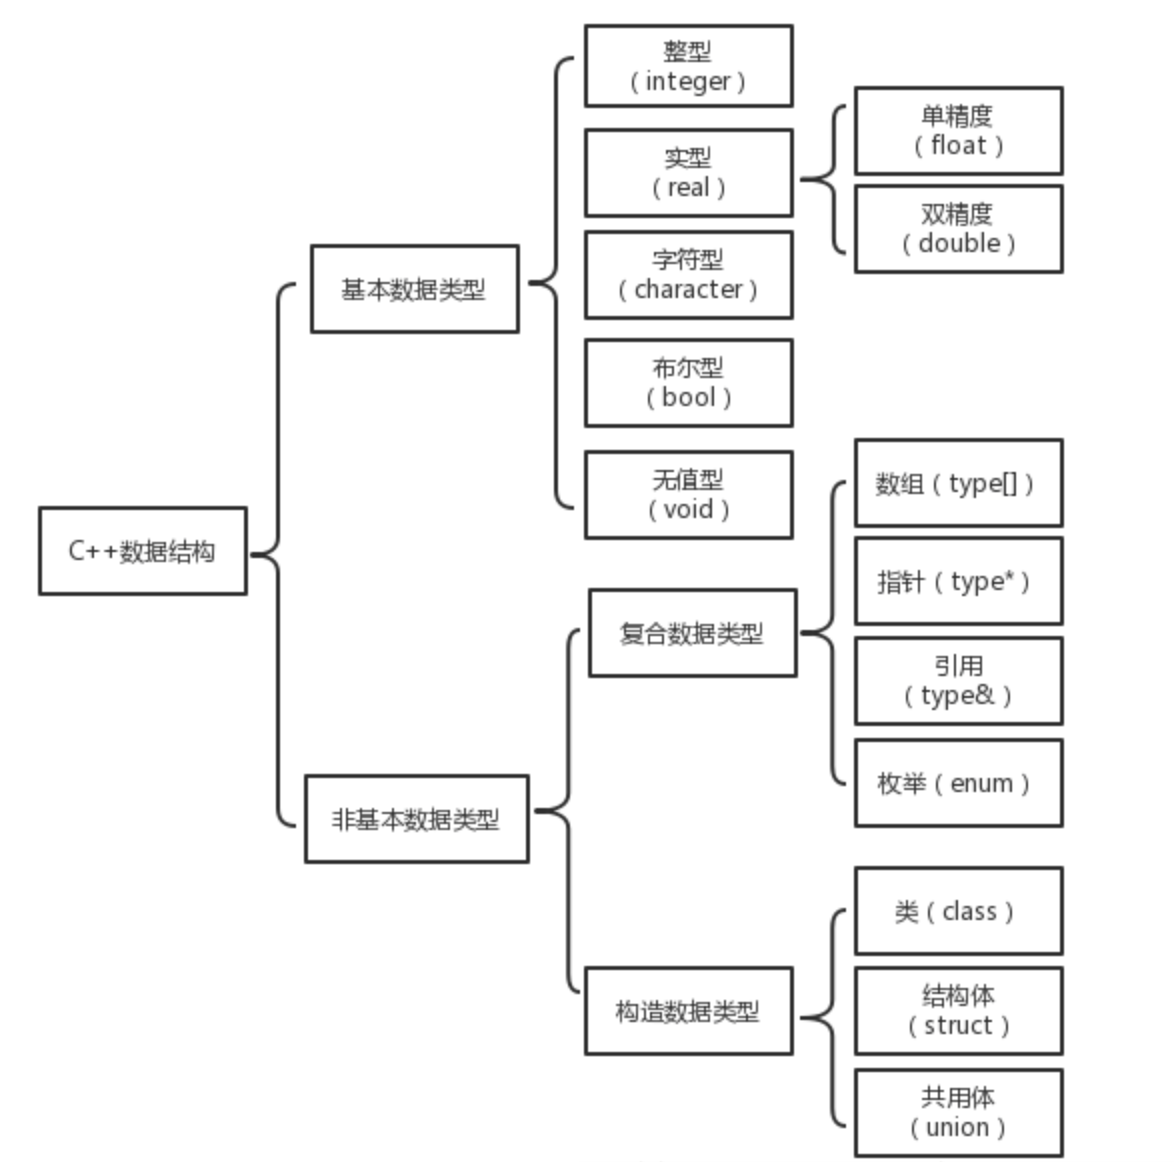 整型
（integer）
单精度
（float）
实型
（real）
双精度
（double）
字符型
（character）
基本数据类型
布尔型
（bool）
无值型
（void）
数组（type[]）
C++数据结构
指针（type*）
复合数据类型
引用
（type&）
枚举（enum）
非基本数据类型
类（class）
结构体
（struct）
构造数据类型
共用体
（union）